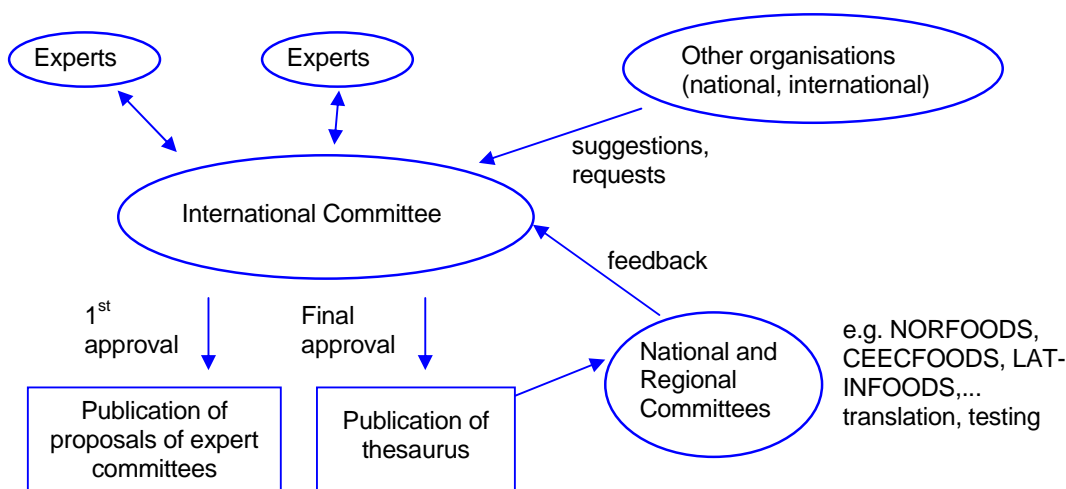 Experts
Experts
Other organisations
(national, international)
suggestions,
requests
International Committee
feedback
1st
approval
Final
approval
National and
Regional
Committees
e.g. NORFOODS,
CEECFOODS, LAT-
INFOODS,...
translation, testing
Publication of
proposals of expert
committees
Publication of
thesaurus